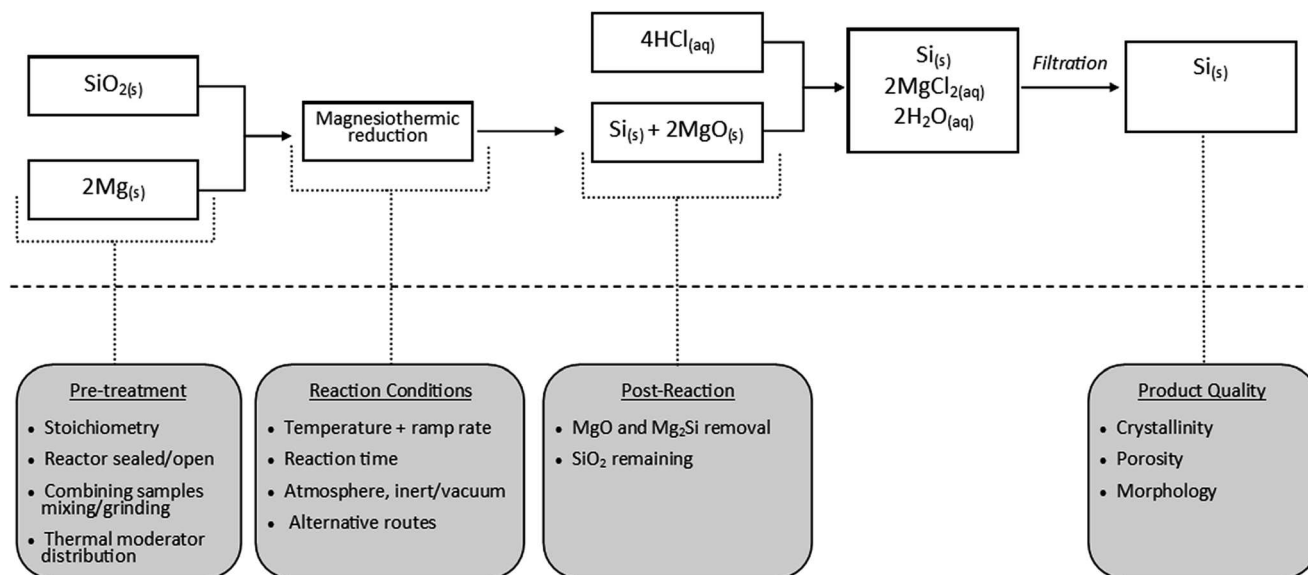 SiO₂₍ₛ₎
2Mg₍ₛ₎
Magnesiothermic
reduction
4HCl₍aq₎
Si₍ₛ₎ + 2MgO₍ₛ₎
Si₍ₛ₎
2MgCl₂₍aq₎
2H₂O₍aq₎
Filtration
Si₍ₛ₎
Pre-treatment
• Stoichiometry
• Reactor sealed/open
• Combining samples
mixing/grinding
• Thermal moderator
distribution
Reaction Conditions
• Temperature + ramp rate
• Reaction time
• Atmosphere, inert/vacuum
• Alternative routes
Post-Reaction
• MgO and Mg₂Si removal
• SiO₂ remaining
Product Quality
• Crystallinity
• Porosity
• Morphology